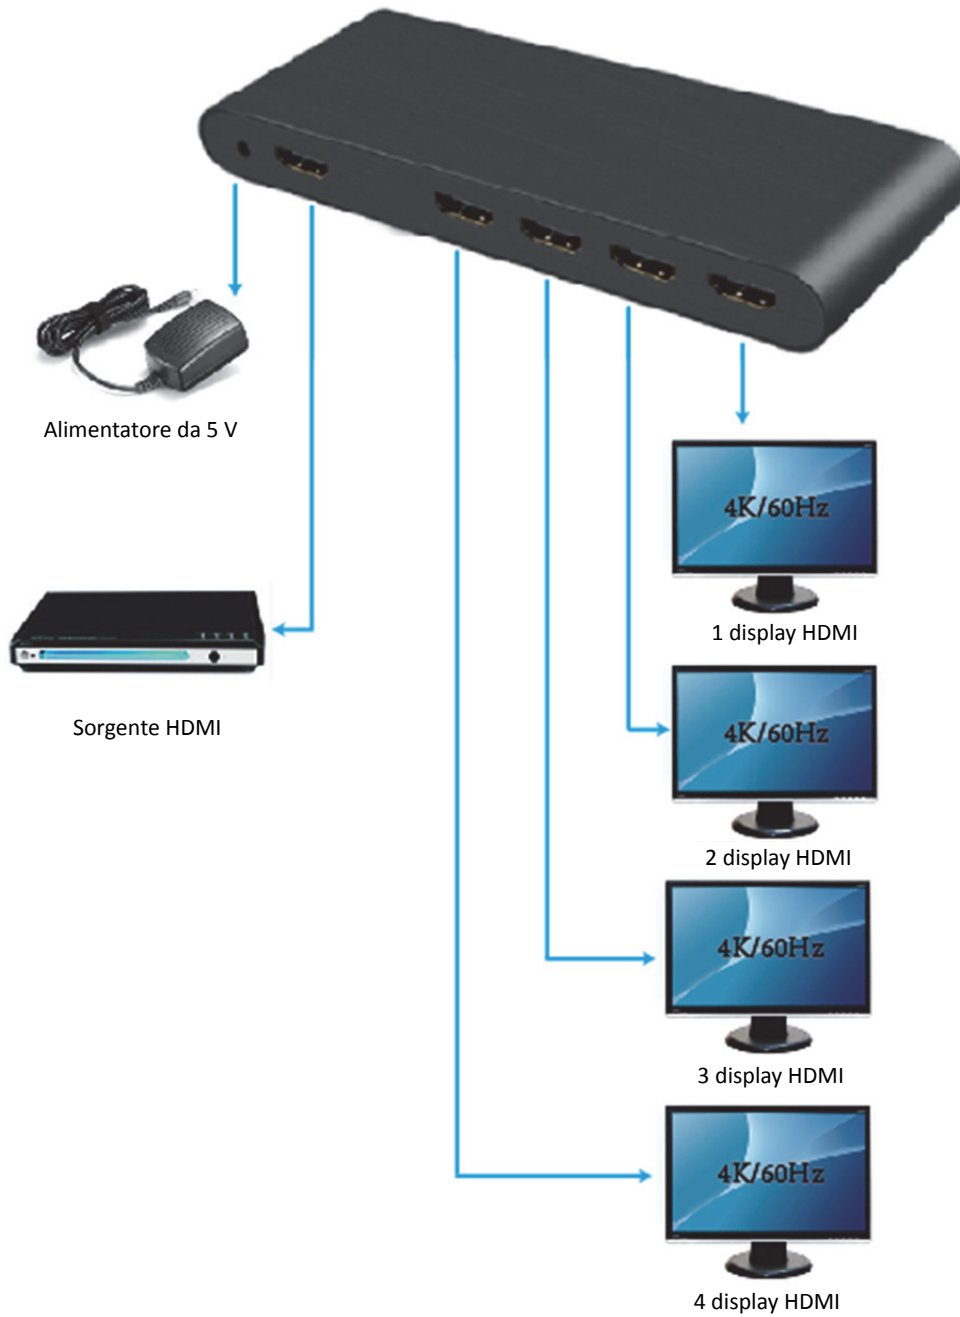 Alimentatore da 5 V
4K/60Hz
1 display HDMI
Sorgente HDMI
4K/60Hz
2 display HDMI
4K/60Hz
3 display HDMI
4K/60Hz
4 display HDMI